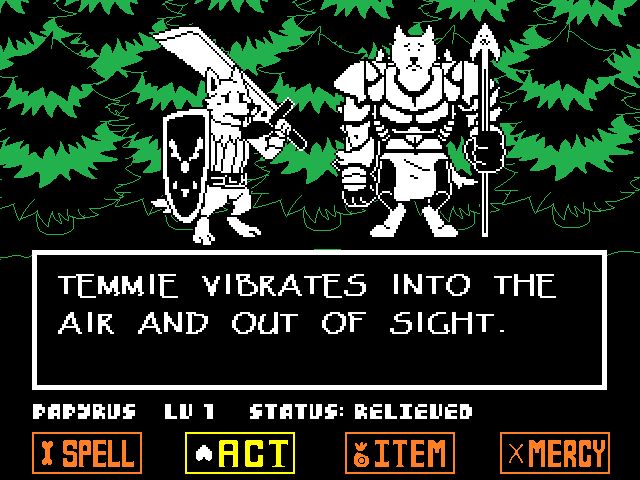 TEMMIE VIBRATES INTO THE
AIR AND OUT OF SIGHT.
PAPYRUS LV 1 STATUS: RELIEVED
SPELL ACT ITEM MERCY